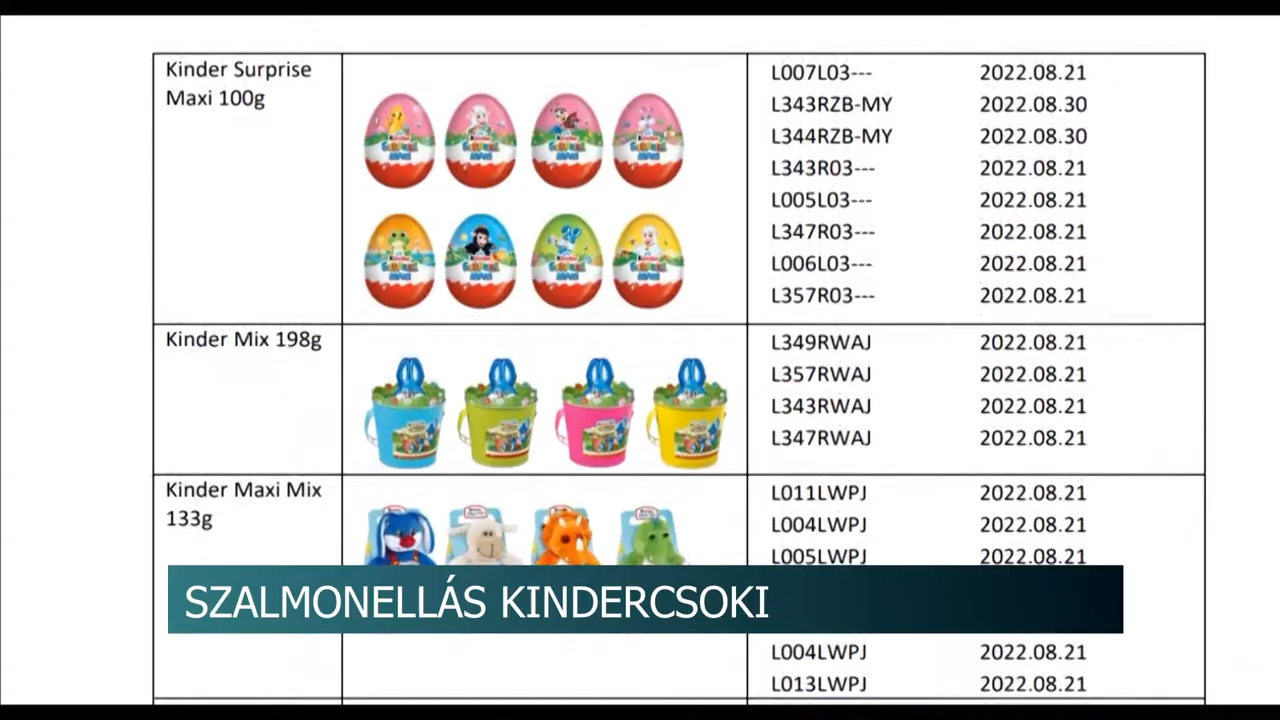 Kinder Surprise
Maxi 100g
L007L03--- 2022.08.21
L343RZB-MY 2022.08.30
L344RZB-MY 2022.08.30
L343R03--- 2022.08.21
L005L03--- 2022.08.21
L347R03--- 2022.08.21
L006L03--- 2022.08.21
L357R03--- 2022.08.21
Kinder Mix 198g
L349RWAJ 2022.08.21
L357RWAJ 2022.08.21
L343RWAJ 2022.08.21
L347RWAJ 2022.08.21
Kinder Maxi Mix
133g
L011LWPJ 2022.08.21
L004LWPJ 2022.08.21
L005LWPJ 2022.08.21
SZALMONELLÁS KINDERCSOKI
L004LWPJ 2022.08.21
L013LWPJ 2022.08.21